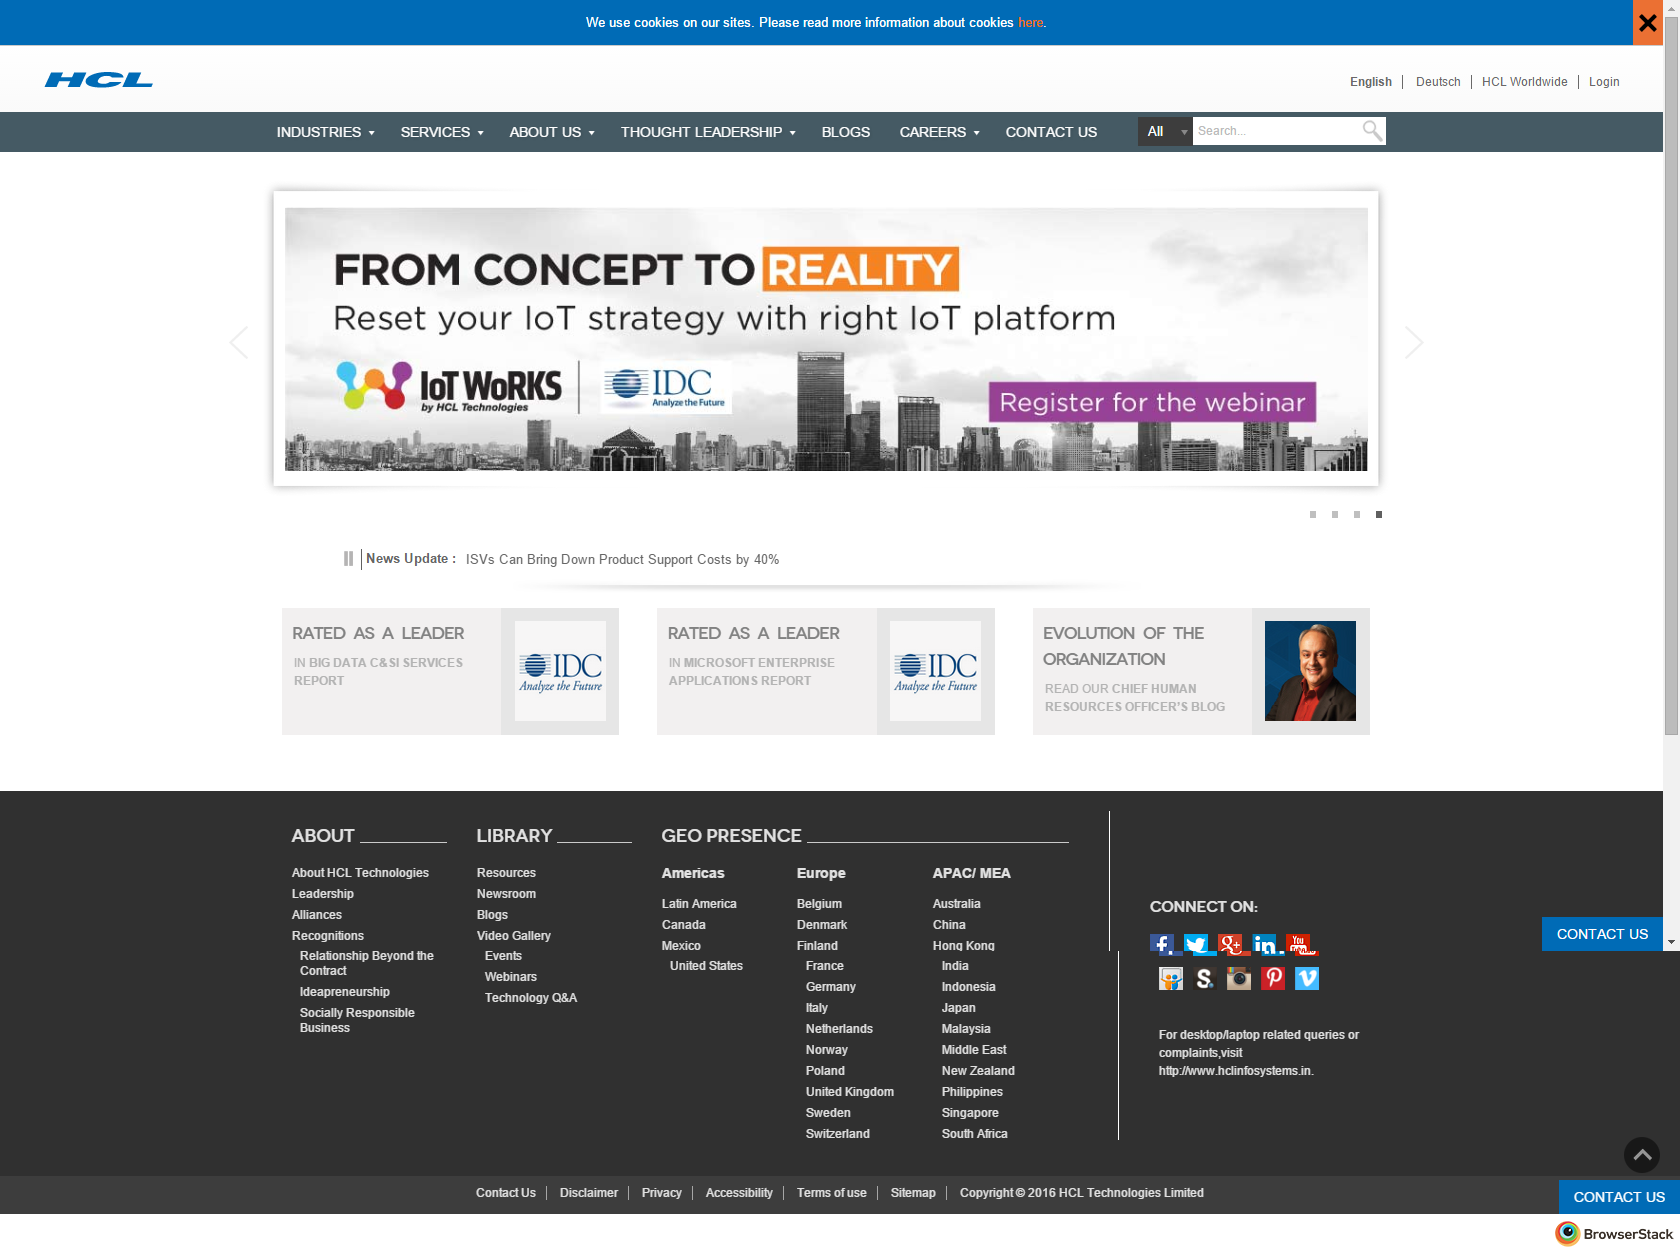 We use cookies on our sites. Please read more information about cookies here.
HCL
English
Deutsch
HCL Worldwide
Login
INDUSTRIES
SERVICES
ABOUT US
THOUGHT LEADERSHIP
BLOGS
CAREERS
CONTACT US
All
Search...
FROM CONCEPT TO REALITY
Reset your IoT strategy with right IoT platform
IoT WoRKS
by HCL Technologies
IDC
Analyze the Future
Register for the webinar
News Update :
ISVs Can Bring Down Product Support Costs by 40%
RATED AS A LEADER
IN BIG DATA C&SI SERVICES
REPORT
IDC
Analyze the Future
RATED AS A LEADER
IN MICROSOFT ENTERPRISE
APPLICATIONS REPORT
IDC
Analyze the Future
EVOLUTION OF THE
ORGANIZATION
READ OUR CHIEF HUMAN
RESOURCES OFFICER'S BLOG
ABOUT
About HCL Technologies
Leadership
Alliances
Recognitions
Relationship Beyond the
Contract
Ideapreneurship
Socially Responsible
Business
LIBRARY
Resources
Newsroom
Blogs
Video Gallery
Events
Webinars
Technology Q&A
GEO PRESENCE
Americas
Latin America
Canada
Mexico
United States
Europe
Belgium
Denmark
Finland
France
Germany
Italy
Netherlands
Norway
Poland
United Kingdom
Sweden
Switzerland
APAC/ MEA
Australia
China
Hong Kong
India
Indonesia
Japan
Malaysia
Middle East
New Zealand
Philippines
Singapore
South Africa
CONNECT ON:
You
For desktop/laptop related queries or
complaints,visit
http://www.hclinfosystems.in.
CONTACT US
Contact Us
Disclaimer
Privacy
Accessibility
Terms of use
Sitemap
Copyright © 2016 HCL Technologies Limited
CONTACT US
BrowserStack